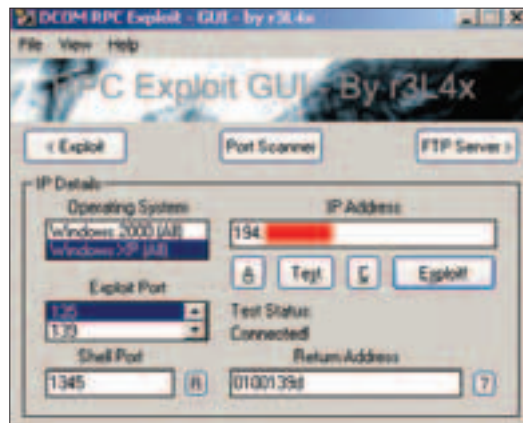 DCOM RPC Exploit - GUI - by r3L4x
File View Help
RPC Exploit GUI - By r3L4x
< Exploit Port Scanner FTP Server >
IP Details
Operating System IP Address
Windows 2000 (All) 194.
Windows XP (All)
A Test C Exploit!
Exploit Port Test Status:
135 Connected!
139
Shell Port Return Address
1345 R 0100139d ?